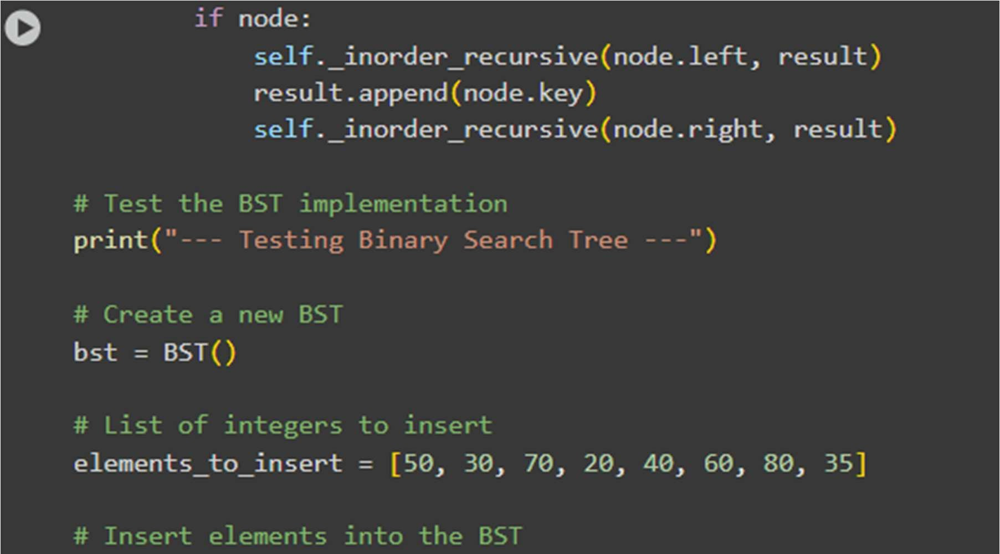 if node:
self._inorder_recursive(node.left, result)
result.append(node.key)
self._inorder_recursive(node.right, result)
# Test the BST implementation
print("--- Testing Binary Search Tree ---")
# Create a new BST
bst = BST()
# List of integers to insert
elements_to_insert = [50, 30, 70, 20, 40, 60, 80, 35]
# Insert elements into the BST